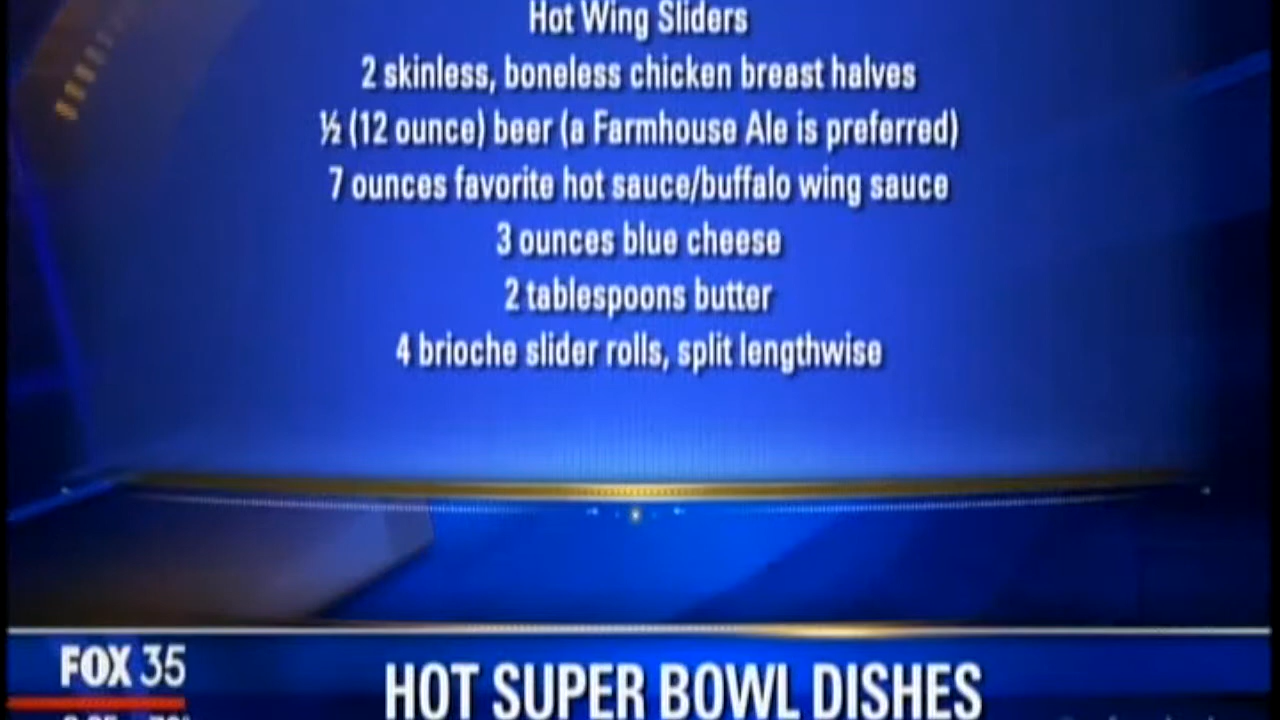 Hot Wing Sliders
2 skinless, boneless chicken breast halves
½ (12 ounce) beer (a Farmhouse Ale is preferred)
7 ounces favorite hot sauce/buffalo wing sauce
3 ounces blue cheese
2 tablespoons butter
4 brioche slider rolls, split lengthwise
FOX 35
HOT SUPER BOWL DISHES